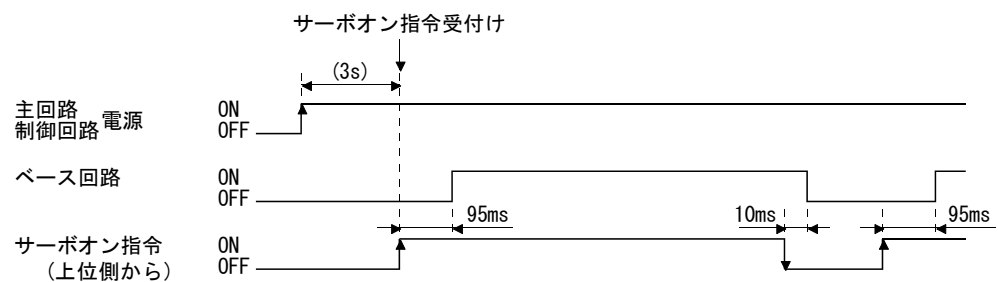 サーボオン指令受付け
(3s)
主回路
制御回路 電源
ON
OFF
ベース回路
ON
OFF
95ms
10ms
95ms
サーボオン指令
(上位側から)
ON
OFF